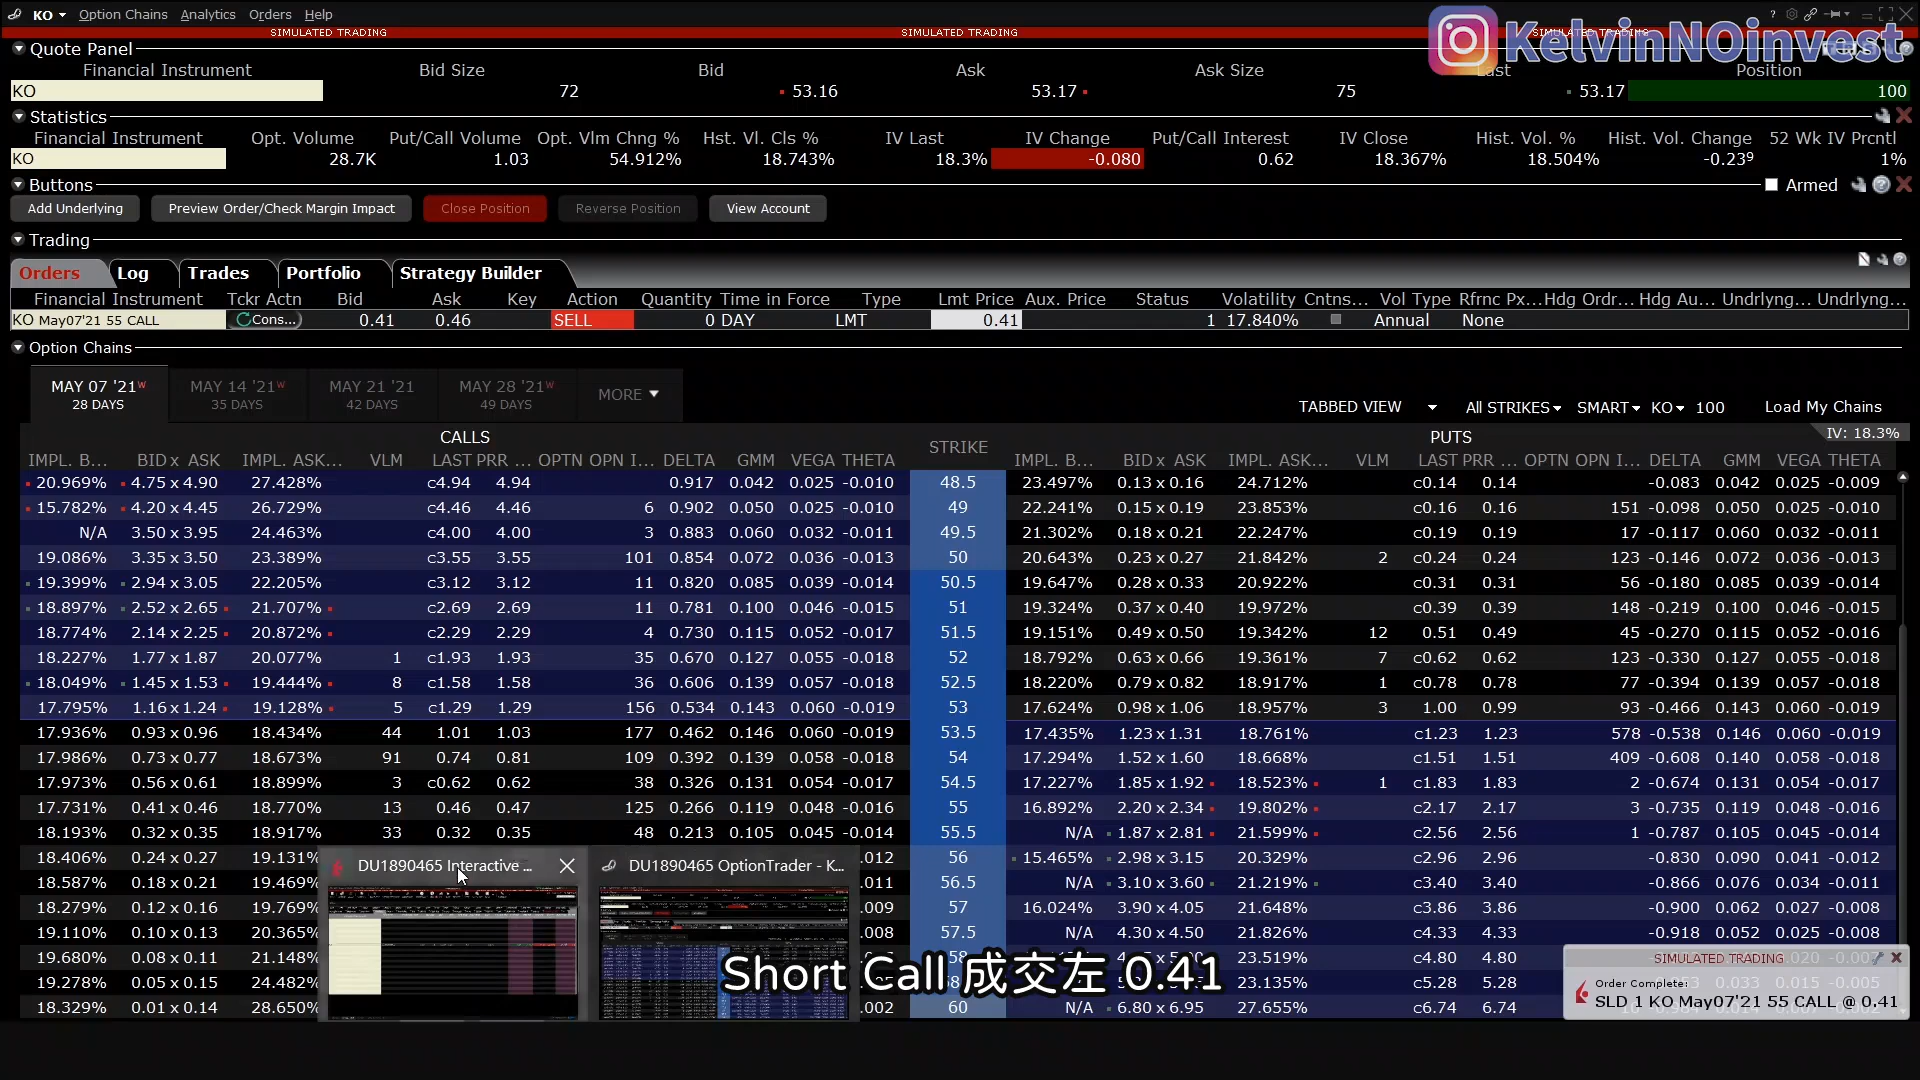 KO Option Chains Analytics Orders Help
SIMULATED TRADING SIMULATED TRADING SIMULATED TRADING
KelvinNOinvest
Quote Panel
Financial Instrument Bid Size Bid Ask Ask Size Last Position
KO 72 53.16 53.17 75 53.17 100
Statistics
Financial Instrument Opt. Volume Put/Call Volume Opt. Vlm Chng % Hst. Vl. Cls % IV Last IV Change Put/Call Interest IV Close Hist. Vol. % Hist. Vol. Change 52 Wk IV Prcntl
KO 28.7K 1.03 54.912% 18.743% 18.3% -0.080 0.62 18.367% 18.504% -0.239 1%
Buttons Armed
Add Underlying Preview Order/Check Margin Impact Close Position Reverse Position View Account
Trading
Orders Log Trades Portfolio Strategy Builder
Financial Instrument Tckr Actn Bid Ask Key Action Quantity Time in Force Type Lmt Price Aux. Price Status Volatility Cntns... Vol Type Rfrnc Px... Hdg Ordr... Hdg Au... Undrlyng... Undrlyng...
KO May07'21 55 CALL Cons... 0.41 0.46 SELL 0 DAY LMT 0.41 1 17.840% Annual None
Option Chains
MAY 07 '21W MAY 14 '21W MAY 21 '21 MAY 28 '21W MORE
28 DAYS 35 DAYS 42 DAYS 49 DAYS
TABBED VIEW All STRIKES SMART KO 100 Load My Chains
CALLS STRIKE PUTS IV: 18.3%
IMPL. B... BID x ASK IMPL. ASK... VLM LAST PRR ... OPTN OPN I... DELTA GMM VEGA THETA IMPL. B... BID x ASK IMPL. ASK... VLM LAST PRR ... OPTN OPN I... DELTA GMM VEGA THETA
20.969% 4.75 x 4.90 27.428% c4.94 4.94 0.917 0.042 0.025 -0.010 48.5 23.497% 0.13 x 0.16 24.712% c0.14 0.14 -0.083 0.042 0.025 -0.009
15.782% 4.20 x 4.45 26.729% c4.46 4.46 6 0.902 0.050 0.025 -0.010 49 22.241% 0.15 x 0.19 23.853% c0.16 0.16 151 -0.098 0.050 0.025 -0.010
N/A 3.50 x 3.95 24.463% c4.00 4.00 3 0.883 0.060 0.032 -0.011 49.5 21.302% 0.18 x 0.21 22.247% c0.19 0.19 17 -0.117 0.060 0.032 -0.011
19.086% 3.35 x 3.50 23.389% c3.55 3.55 101 0.854 0.072 0.036 -0.013 50 20.643% 0.23 x 0.27 21.842% 2 c0.24 0.24 123 -0.146 0.072 0.036 -0.013
19.399% 2.94 x 3.05 22.205% c3.12 3.12 11 0.820 0.085 0.039 -0.014 50.5 19.647% 0.28 x 0.33 20.922% c0.31 0.31 56 -0.180 0.085 0.039 -0.014
18.897% 2.52 x 2.65 21.707% c2.69 2.69 11 0.781 0.100 0.046 -0.015 51 19.324% 0.37 x 0.40 19.972% c0.39 0.39 148 -0.219 0.100 0.046 -0.015
18.774% 2.14 x 2.25 20.872% c2.29 2.29 4 0.730 0.115 0.052 -0.017 51.5 19.151% 0.49 x 0.50 19.342% 12 0.51 0.49 45 -0.270 0.115 0.052 -0.016
18.227% 1.77 x 1.87 20.077% 1 c1.93 1.93 35 0.670 0.127 0.055 -0.018 52 18.792% 0.63 x 0.66 19.361% 7 c0.62 0.62 123 -0.330 0.127 0.055 -0.018
18.049% 1.45 x 1.53 19.444% 8 c1.58 1.58 36 0.606 0.139 0.057 -0.018 52.5 18.220% 0.79 x 0.82 18.917% 1 c0.78 0.78 77 -0.394 0.139 0.057 -0.018
17.795% 1.16 x 1.24 19.128% 5 c1.29 1.29 156 0.534 0.143 0.060 -0.019 53 17.624% 0.98 x 1.06 18.957% 3 1.00 0.99 93 -0.466 0.143 0.060 -0.019
17.936% 0.93 x 0.96 18.434% 44 1.01 1.03 177 0.462 0.146 0.060 -0.019 53.5 17.435% 1.23 x 1.31 18.761% c1.23 1.23 578 -0.538 0.146 0.060 -0.019
17.986% 0.73 x 0.77 18.673% 91 0.74 0.81 109 0.392 0.139 0.058 -0.018 54 17.294% 1.52 x 1.60 18.668% c1.51 1.51 409 -0.608 0.140 0.058 -0.018
17.973% 0.56 x 0.61 18.899% 3 c0.62 0.62 38 0.326 0.131 0.054 -0.017 54.5 17.227% 1.85 x 1.92 18.523% 1 c1.83 1.83 2 -0.674 0.131 0.054 -0.017
17.731% 0.41 x 0.46 18.770% 13 0.46 0.47 125 0.266 0.119 0.048 -0.016 55 16.892% 2.20 x 2.34 19.802% c2.17 2.17 3 -0.735 0.119 0.048 -0.016
18.193% 0.32 x 0.35 18.917% 33 0.32 0.35 48 0.213 0.105 0.045 -0.014 55.5 N/A 1.87 x 2.81 21.599% c2.56 2.56 1 -0.787 0.105 0.045 -0.014
18.406% 0.24 x 0.27 19.131% .012 56 15.465% 2.98 x 3.15 20.329% c2.96 2.96 -0.830 0.090 0.041 -0.012
18.587% 0.18 x 0.21 19.469% .011 56.5 N/A 3.10 x 3.60 21.219% c3.40 3.40 -0.866 0.076 0.034 -0.011
18.279% 0.12 x 0.16 19.769% .009 57 16.024% 3.90 x 4.05 21.648% c3.86 3.86 -0.900 0.062 0.027 -0.008
19.110% 0.10 x 0.13 20.365% .008 57.5 N/A 4.30 x 4.50 21.826% c4.33 4.33 -0.918 0.052 0.025 -0.008
19.680% 0.08 x 0.11 21.148% 58 23.519% c4.80 4.80
19.278% 0.05 x 0.15 24.482% 23.135% c5.28 5.28
18.329% 0.01 x 0.14 28.650% .002 60 N/A 6.80 x 6.95 27.655% c6.74 6.74
DU1890465 Interactive ... DU1890465 OptionTrader - K...
Short Call 成交左 0.41
SIMULATED TRADING
Order Complete:
SLD 1 KO May07'21 55 CALL @ 0.41